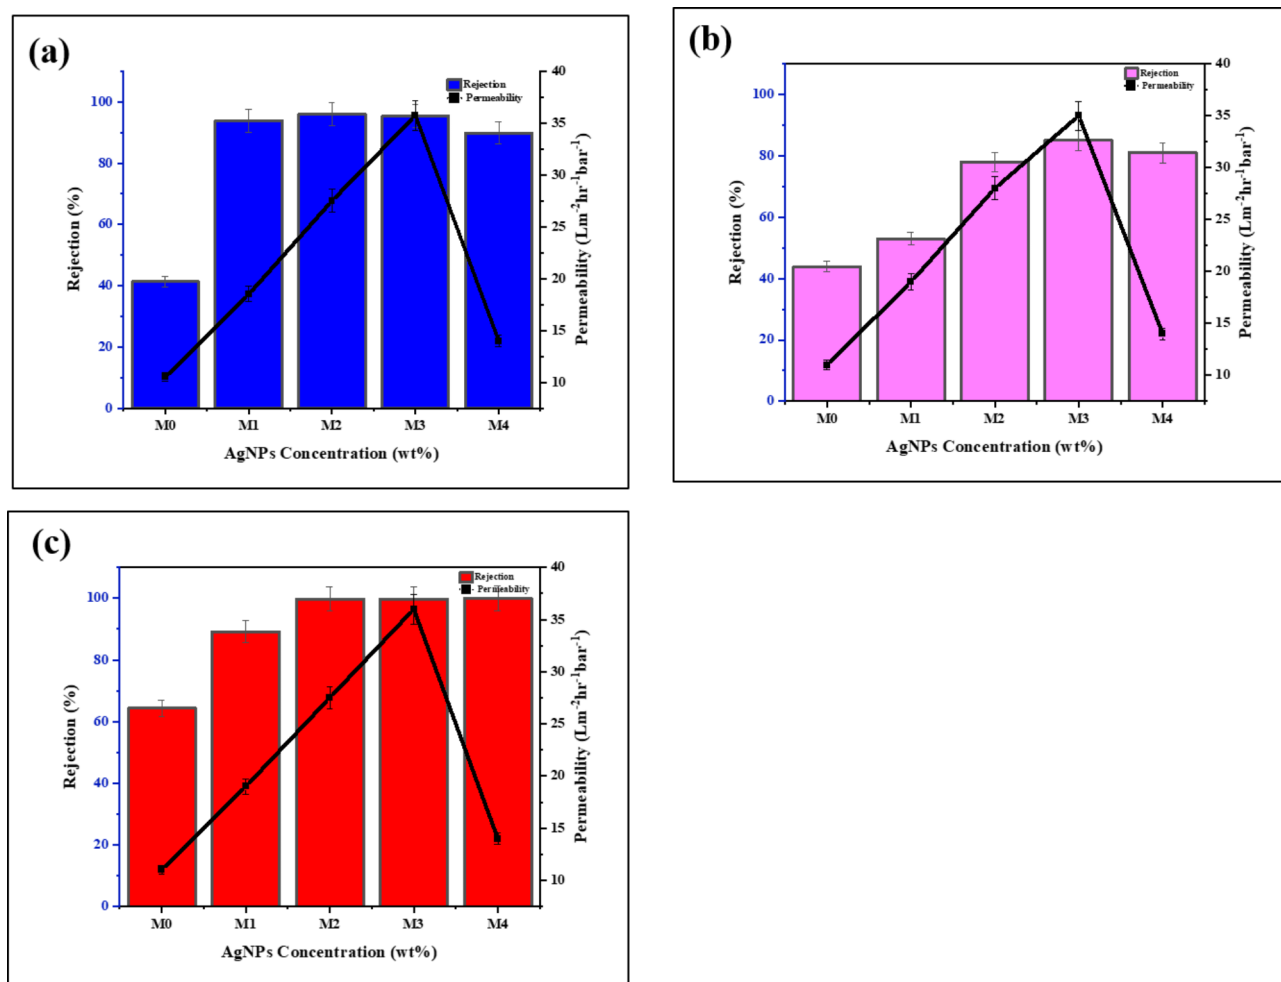 (a)
Rejection
Permeability
Rejection (%)
100
80
60
40
20
0
40
35
30
25
20
15
10
Permeability (Lm⁻²hr⁻¹bar⁻¹)
M0 M1 M2 M3 M4
AgNPs Concentration (wt%)
(b)
Rejection
Permeability
Rejection (%)
100
80
60
40
20
0
40
35
30
25
20
15
10
Permeability (Lm⁻²hr⁻¹bar⁻¹)
M0 M1 M2 M3 M4
AgNPs Concentration (wt%)
(c)
Rejection
Permeability
Rejection (%)
100
80
60
40
20
0
40
35
30
25
20
15
10
Permeability (Lm⁻²hr⁻¹bar⁻¹)
M0 M1 M2 M3 M4
AgNPs Concentration (wt%)